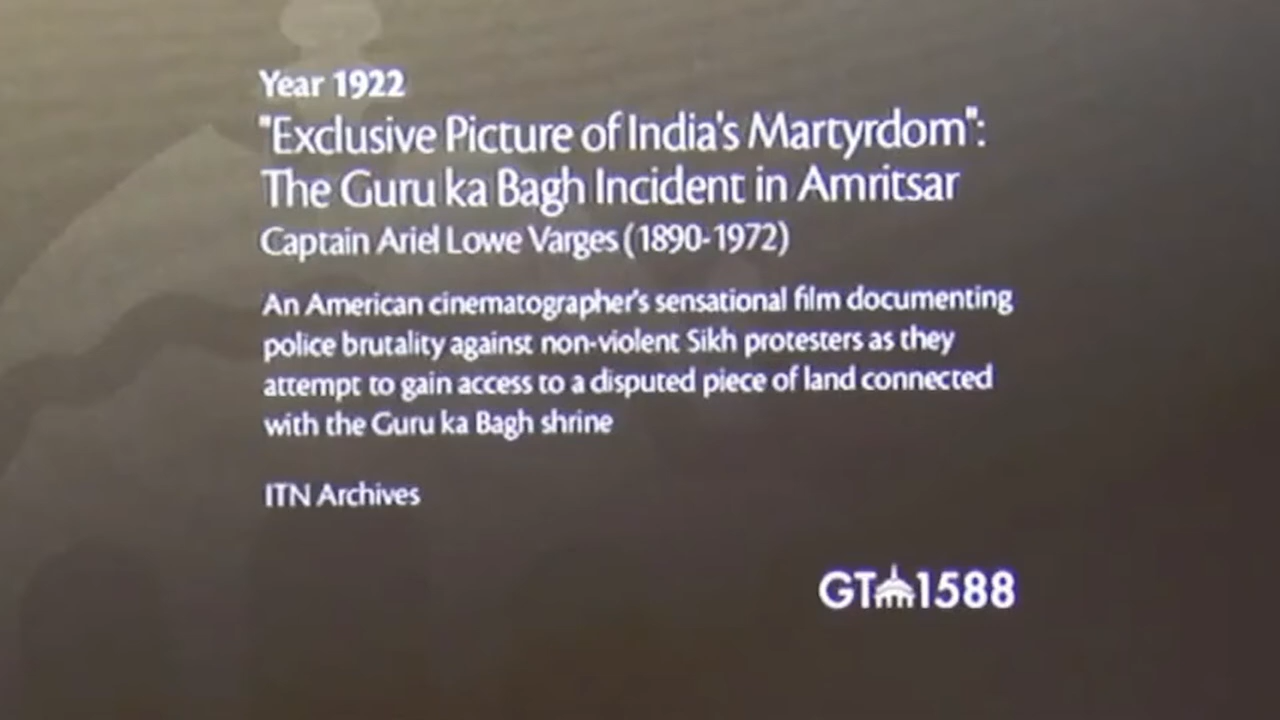 Year 1922
"Exclusive Picture of India's Martyrdom":
The Guru ka Bagh Incident in Amritsar
Captain Ariel Lowe Varges (1890-1972)
An American cinematographer's sensational film documenting
police brutality against non-violent Sikh protesters as they
attempt to gain access to a disputed piece of land connected
with the Guru ka Bagh shrine
ITN Archives
GT1588